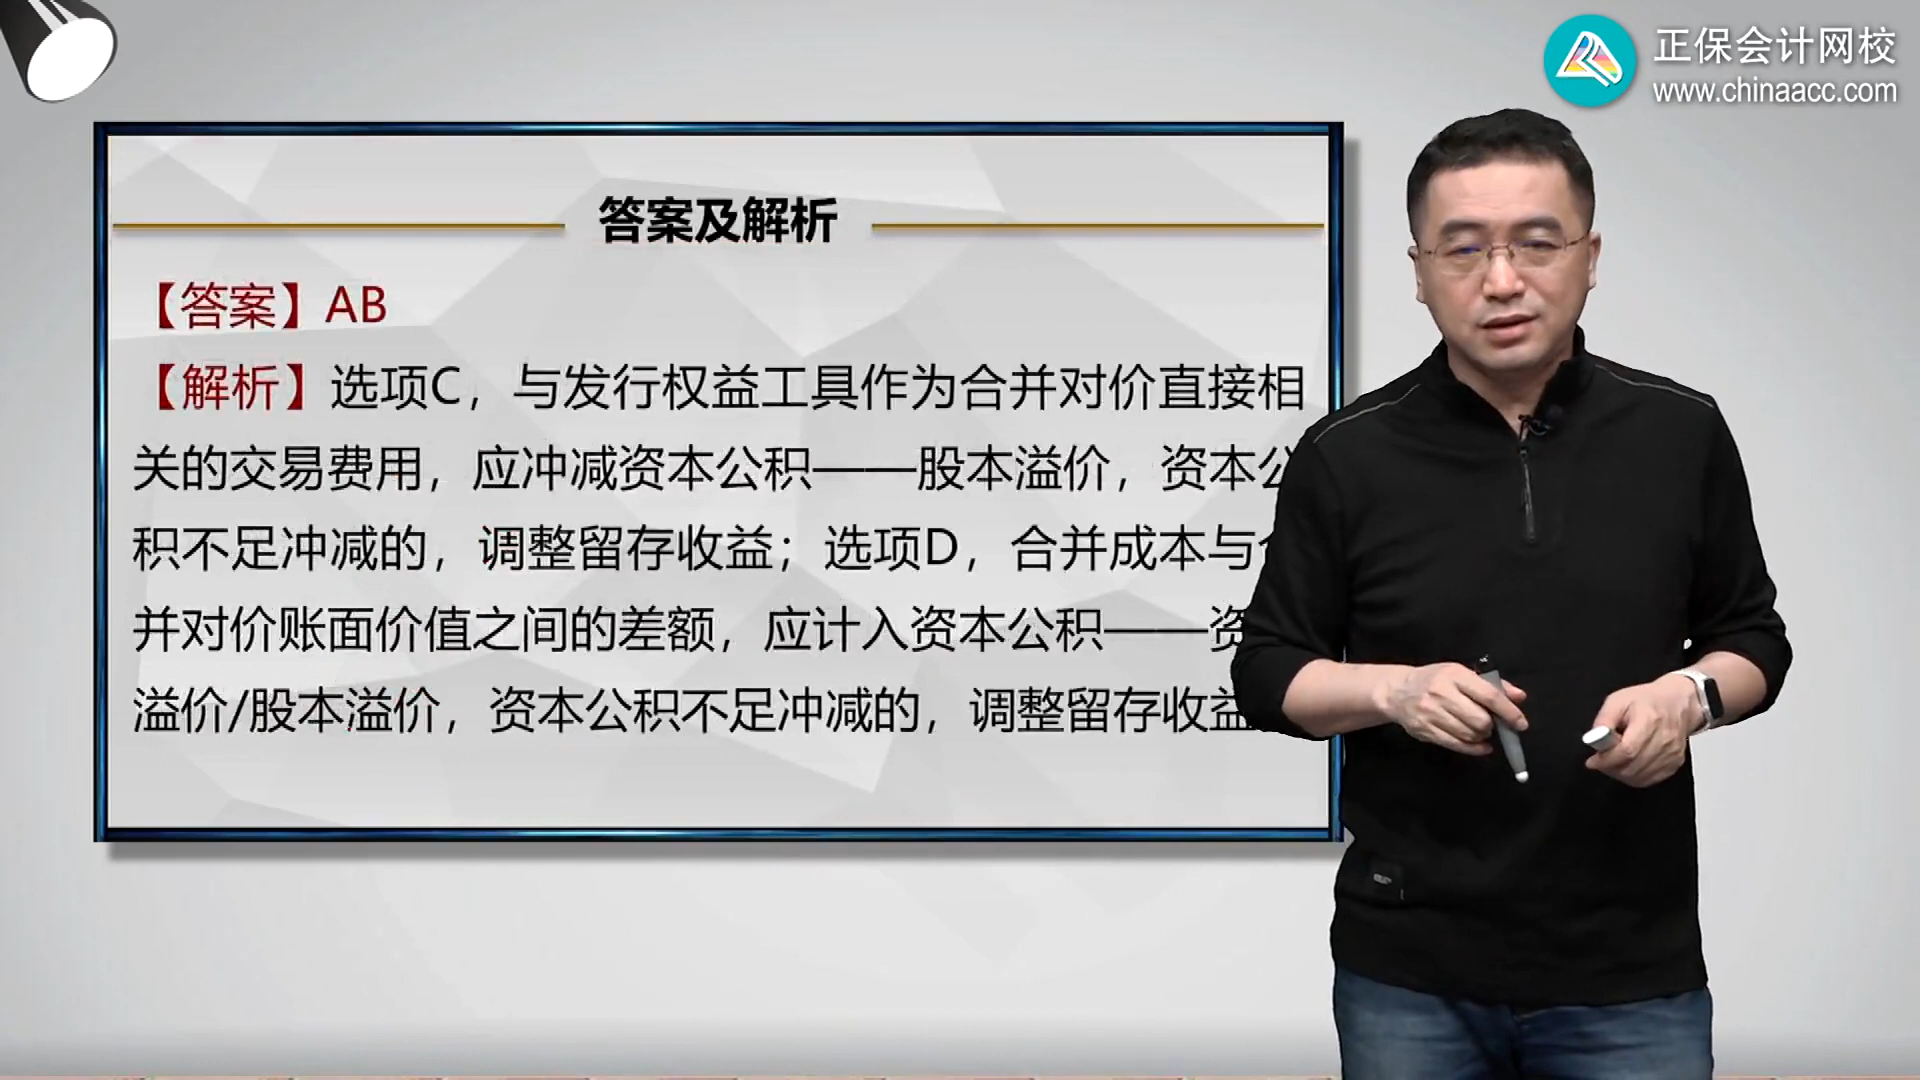 正保会计网校
www.chinaacc.com
答案及解析
【答案】AB
【解析】选项C，与发行权益工具作为合并对价直接相
关的交易费用，应冲减资本公积——股本溢价，资本公
积不足冲减的，调整留存收益；选项D，合并成本与
并对价账面价值之间的差额，应计入资本公积——资
溢价/股本溢价，资本公积不足冲减的，调整留存收益